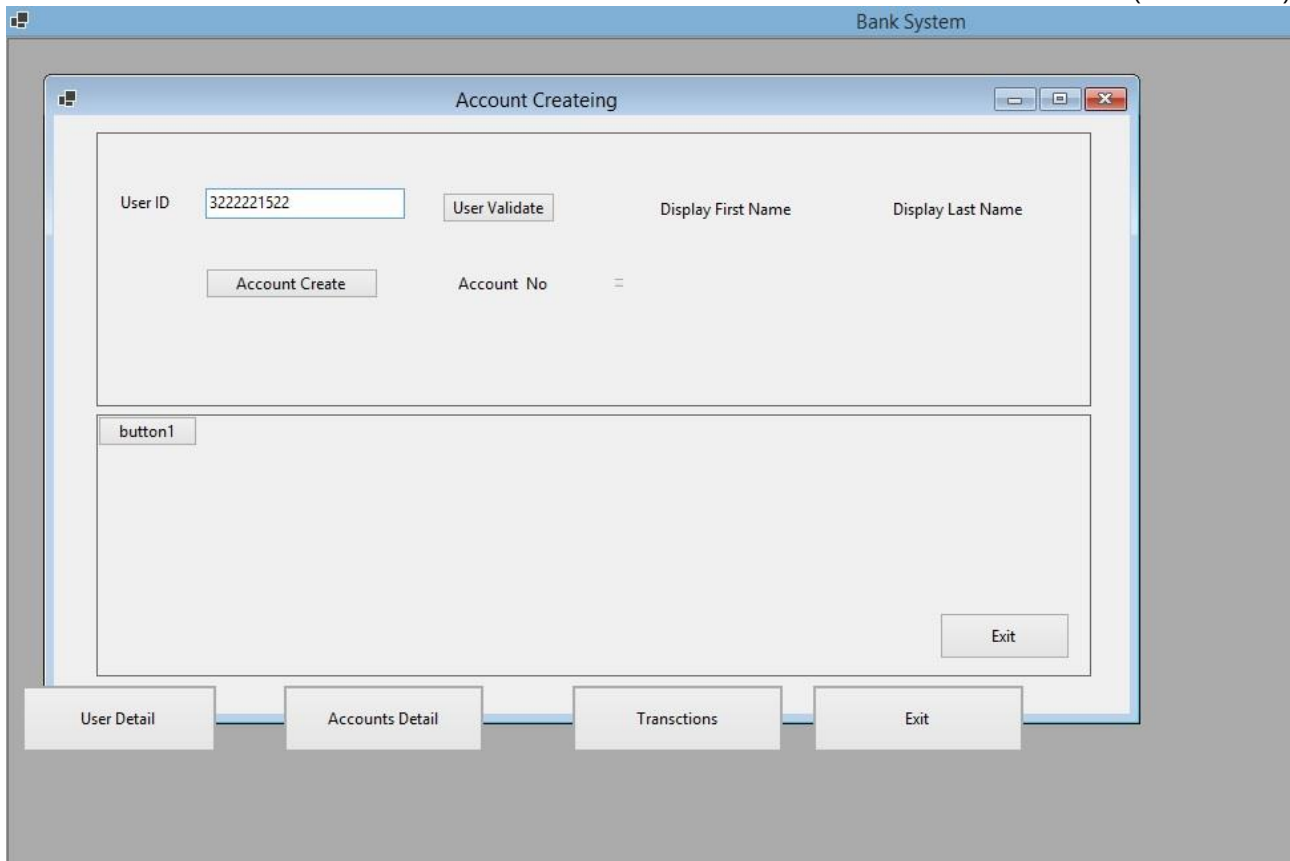 Bank System
Account Createing
User ID 3222221522 User Validate Display First Name Display Last Name
Account Create Account No =
button1
Exit
User Detail Accounts Detail Transctions Exit